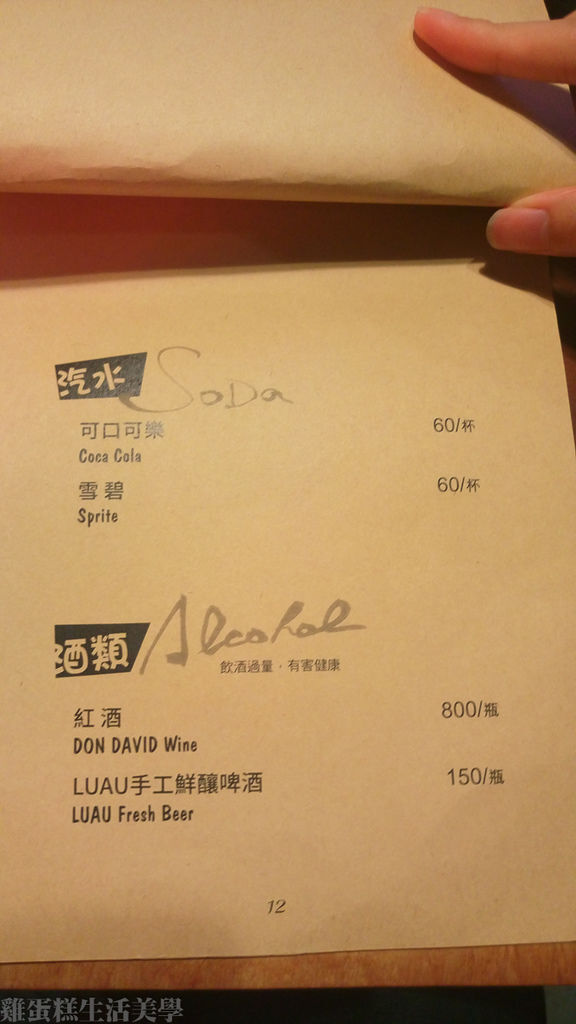 汽水 SoDa
可口可樂 60/杯
Coca Cola
雪碧 60/杯
Sprite
酒類 Alcohol
飲酒過量，有害健康
紅酒 800/瓶
DON DAVID Wine
LUAU手工鮮釀啤酒 150/瓶
LUAU Fresh Beer
12
雞蛋糕生活美學